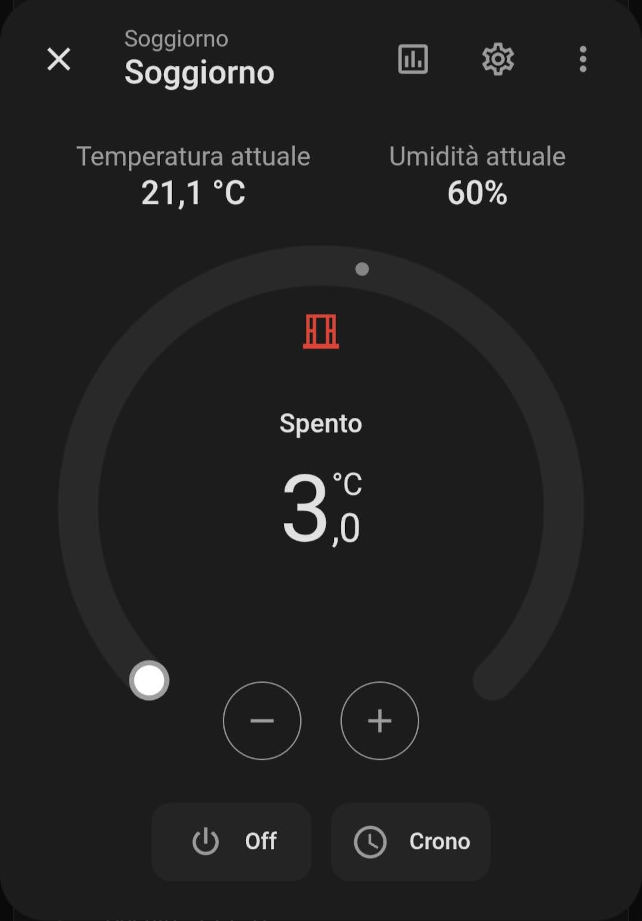 Soggiorno
Soggiorno
Temperatura attuale
21,1 °C
Umidità attuale
60%
Spento
3,0 °C
Off
Crono